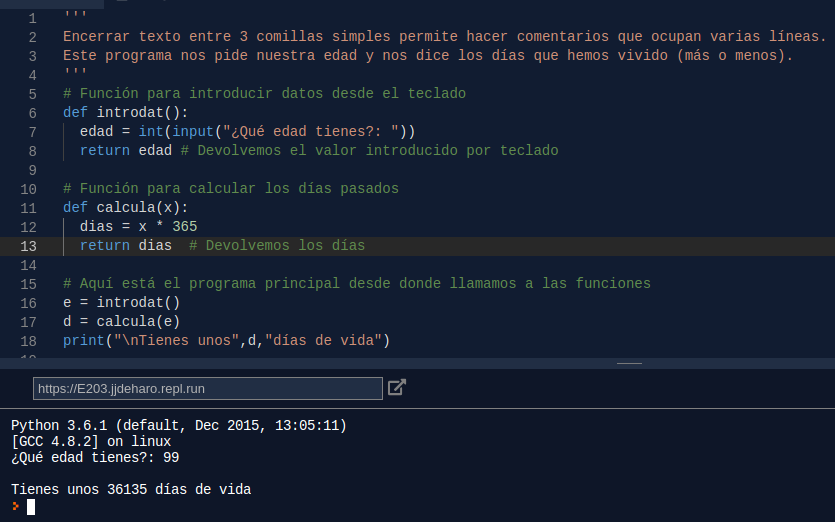 1 '''
2 Encerrar texto entre 3 comillas simples permite hacer comentarios que ocupan varias líneas.
3 Este programa nos pide nuestra edad y nos dice los días que hemos vivido (más o menos).
4 '''
5 # Función para introducir datos desde el teclado
6 def introdat():
7   edad = int(input("¿Qué edad tienes?: "))
8   return edad # Devolvemos el valor introducido por teclado
9
10 # Función para calcular los días pasados
11 def calcula(x):
12   dias = x * 365
13   return dias  # Devolvemos los días
14
15 # Aquí está el programa principal desde donde llamamos a las funciones
16 e = introdat()
17 d = calcula(e)
18 print("\nTienes unos",d,"días de vida")
https://E203.jjdeharo.repl.run
Python 3.6.1 (default, Dec 2015, 13:05:11)
[GCC 4.8.2] on linux
¿Qué edad tienes?: 99
Tienes unos 36135 días de vida